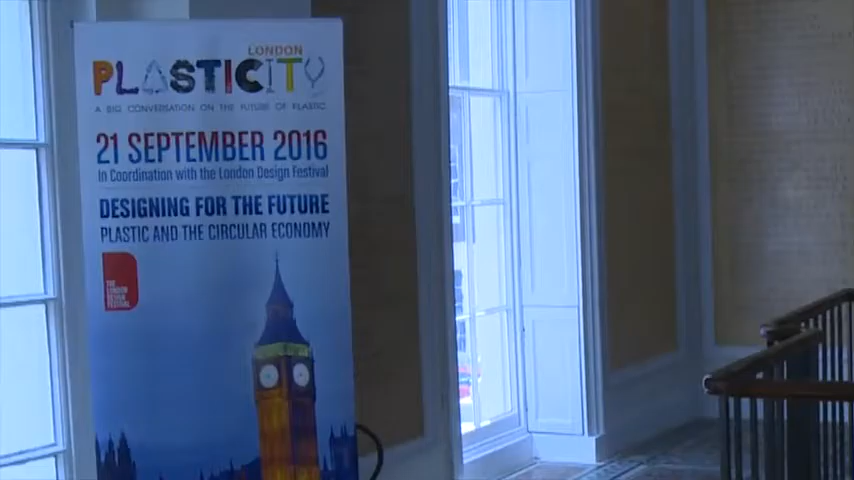 LONDON
PLASTICITY
A BIG CONVERSATION ON THE FUTURE OF PLASTIC
21 SEPTEMBER 2016
In Coordination with the London Design Festival
DESIGNING FOR THE FUTURE
PLASTIC AND THE CIRCULAR ECONOMY
THE
LONDON
DESIGN
FESTIVAL